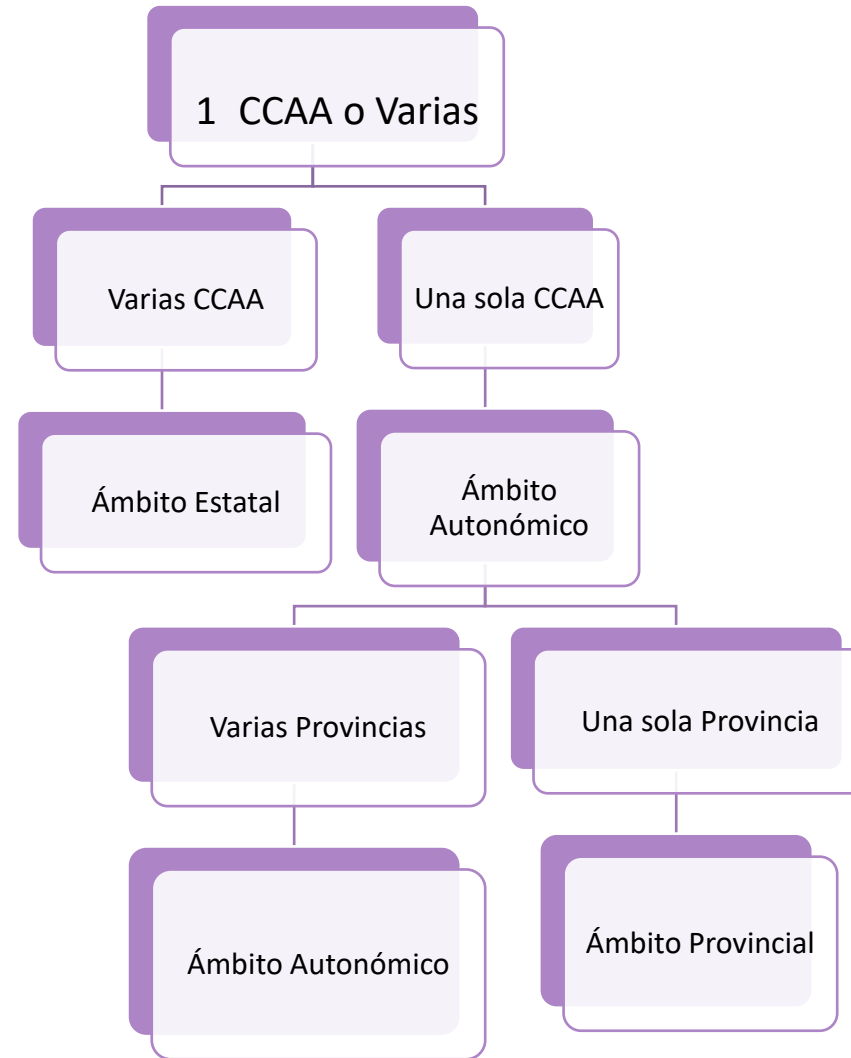 1 CCAA o Varias
Varias CCAA
Una sola CCAA
Ámbito Estatal
Ámbito
Autonómico
Varias Provincias
Una sola Provincia
Ámbito Autonómico
Ámbito Provincial